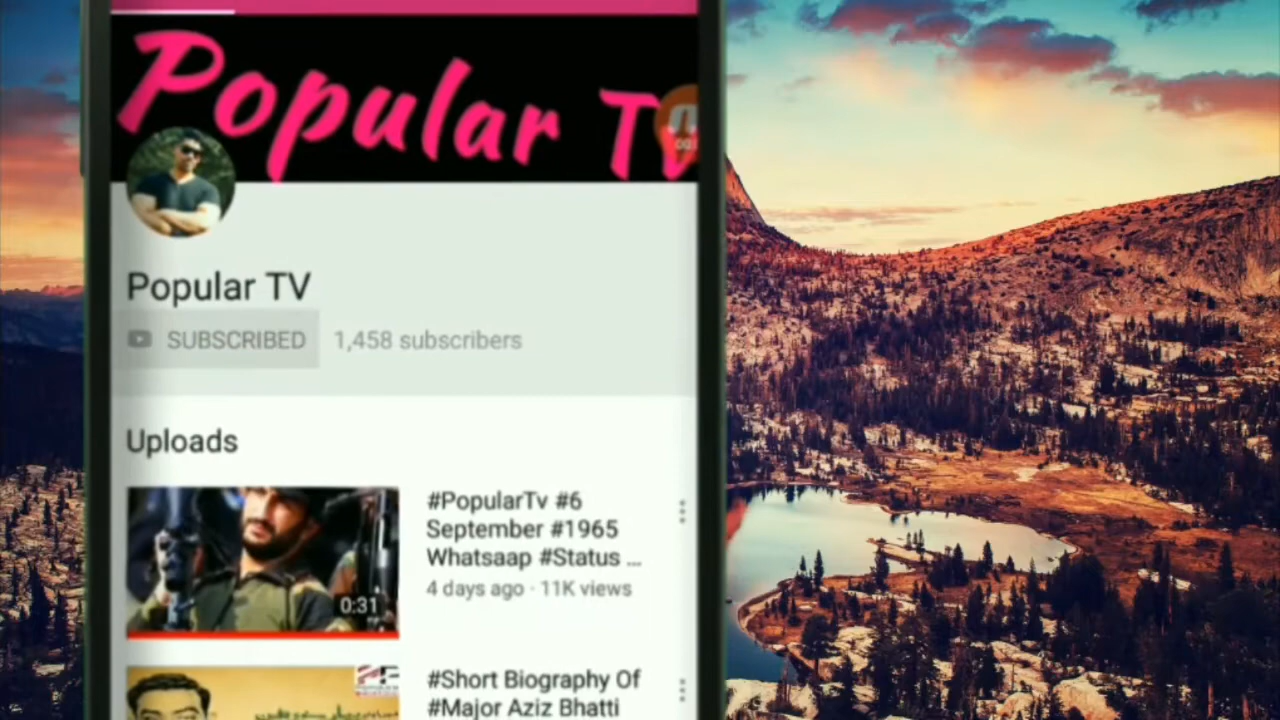 Popular TV
Popular TV
SUBSCRIBED 1,458 subscribers
Uploads
#PopularTv #6
September #1965
Whatsaap #Status ...
4 days ago · 11K views
0:31
#Short Biography Of
#Major Aziz Bhatti